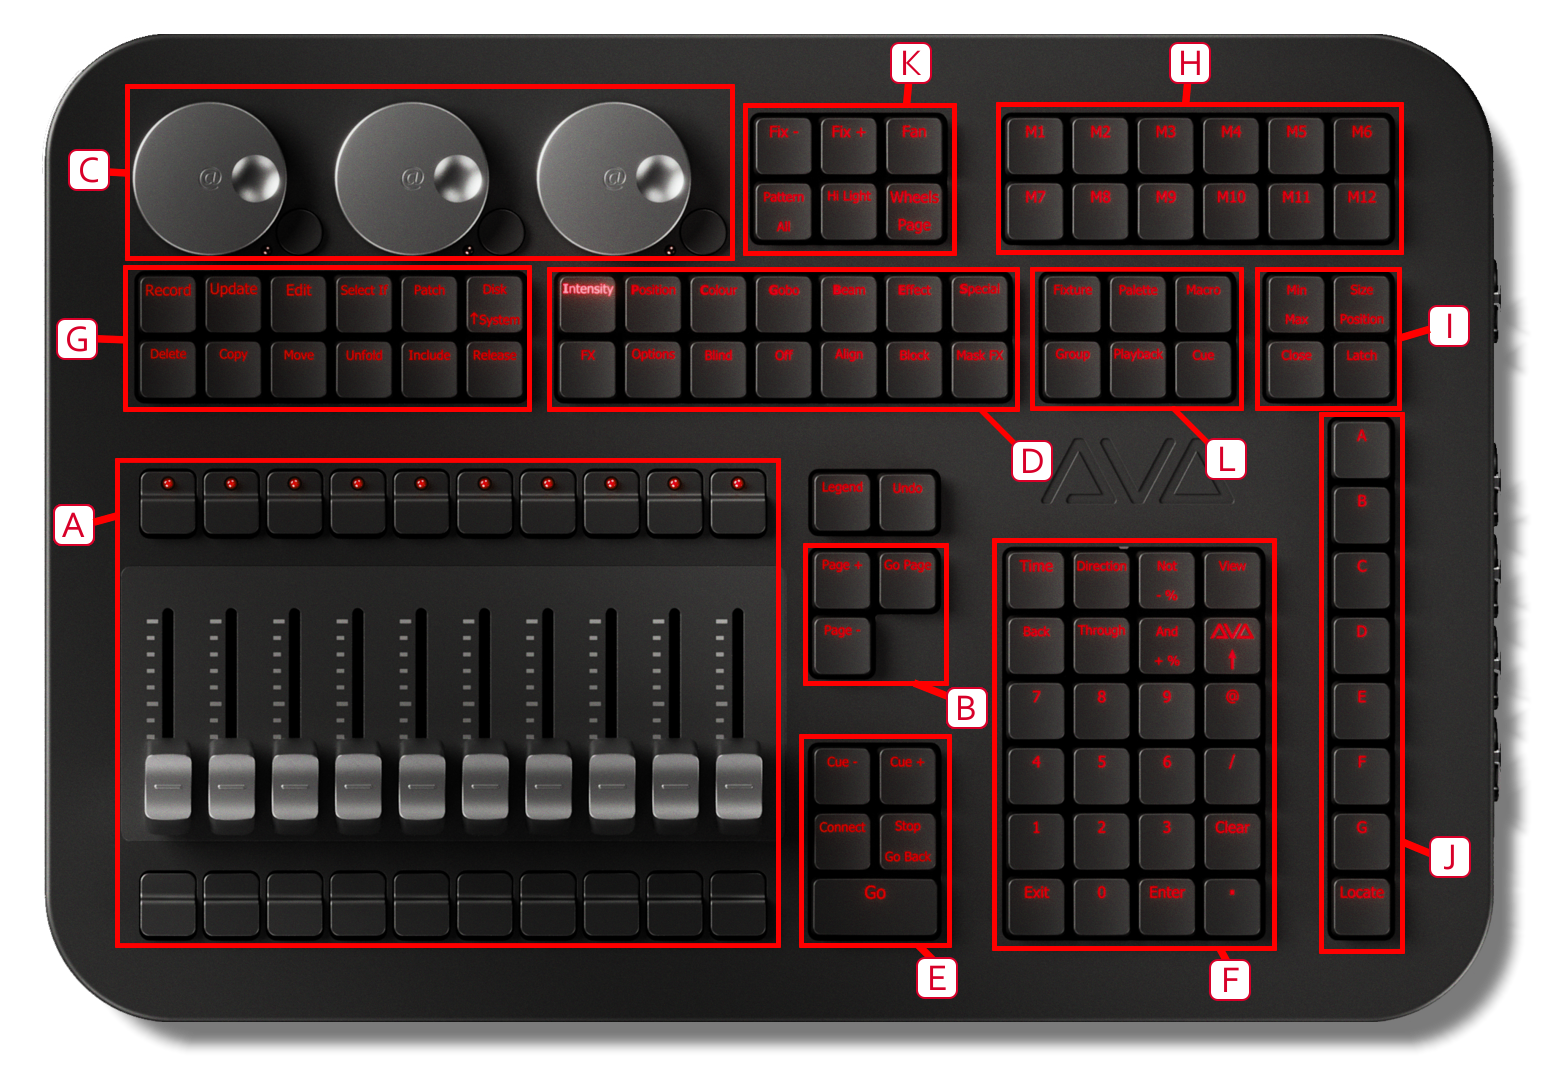 K
H
C
Fix -
Fix +
Fan
Pattern
All
Hi Light
Wheels
Page
M1
M2
M3
M4
M5
M6
M7
M8
M9
M10
M11
M12
@
@
@
G
Record
Update
Edit
Select If
Patch
Disk
↑System
Delete
Copy
Move
Unfold
Include
Release
Intensity
Position
Colour
Gobo
Beam
Effect
Special
FX
Options
Blind
Off
Align
Block
Mask FX
Fixture
Palette
Macro
Group
Playback
Cue
Min
Max
Size
Position
Close
Latch
I
D
L
AVA
A
Legend
Undo
Page +
Go Page
Page -
B
Cue -
Cue +
Connect
Stop
Go Back
Go
E
Time
Direction
Not
- %
View
Back
Through
And
+ %
AVA
↑
7
8
9
@
4
5
6
/
1
2
3
Clear
Exit
0
Enter
*
F
A
B
C
D
E
F
G
Locate
J